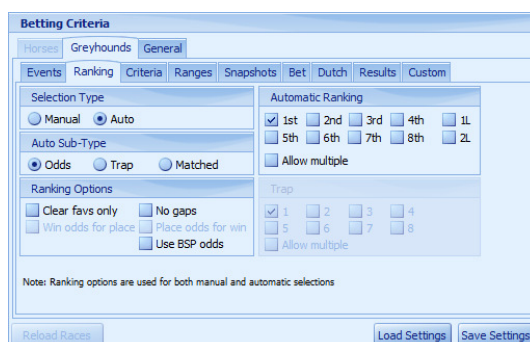 Betting Criteria
Horses Greyhounds General
Events Ranking Criteria Ranges Snapshots Bet Dutch Results Custom
Selection Type
Manual Auto
Auto Sub-Type
Odds Trap Matched
Ranking Options
Clear favs only No gaps
Win odds for place Place odds for win
Use BSP odds
Automatic Ranking
1st 2nd 3rd 4th 1L
5th 6th 7th 8th 2L
Allow multiple
Trap
1 2 3 4
5 6 7 8
Allow multiple
Note: Ranking options are used for both manual and automatic selections
Reload Races Load Settings Save Settings